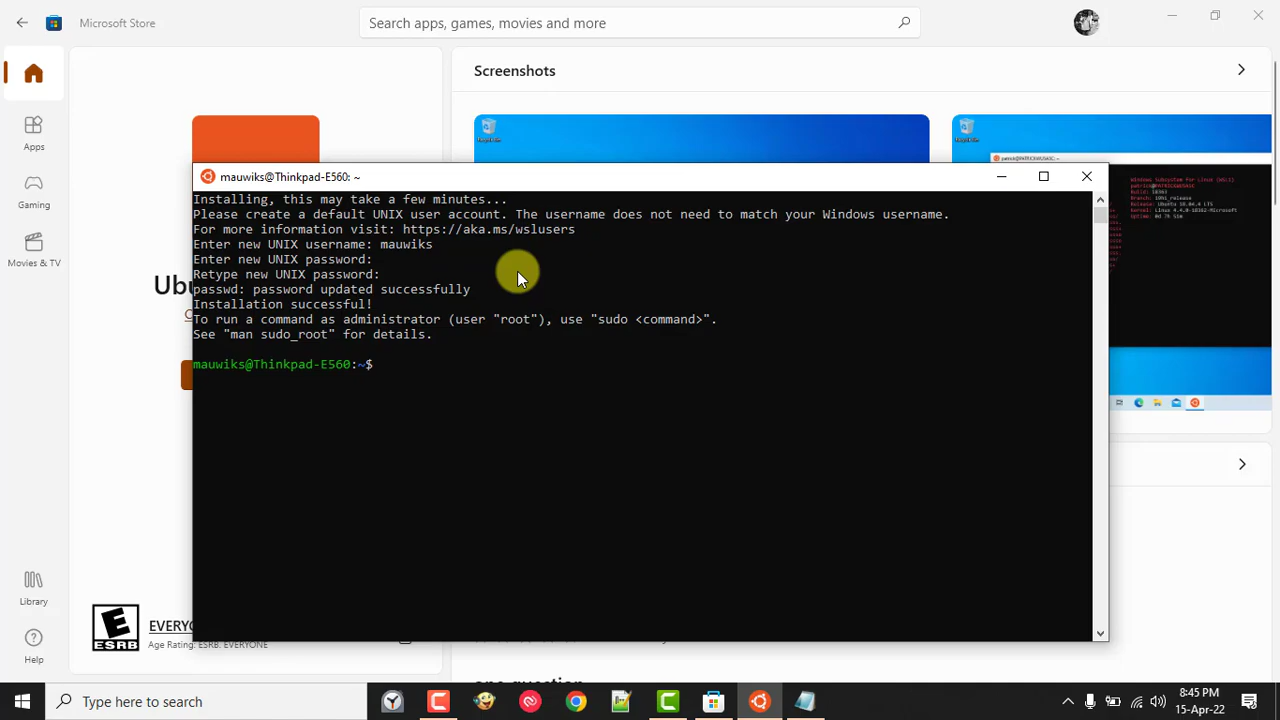 Microsoft Store
Search apps, games, movies and more
Apps
Gaming
Movies & TV
Library
Help
Screenshots
mauwiks@Thinkpad-E560: ~
Installing, this may take a few minutes...
Please create a default UNIX user account. The username does not need to match your Windows username.
For more information visit: https://aka.ms/wslusers
Enter new UNIX username: mauwiks
Enter new UNIX password:
Retype new UNIX password:
passwd: password updated successfully
Installation successful!
To run a command as administrator (user "root"), use "sudo <command>".
See "man sudo_root" for details.
mauwiks@Thinkpad-E560:~$
E
ESRB
Age Rating: ESRB. EVERYONE
Type here to search
8:45 PM
15-Apr-22